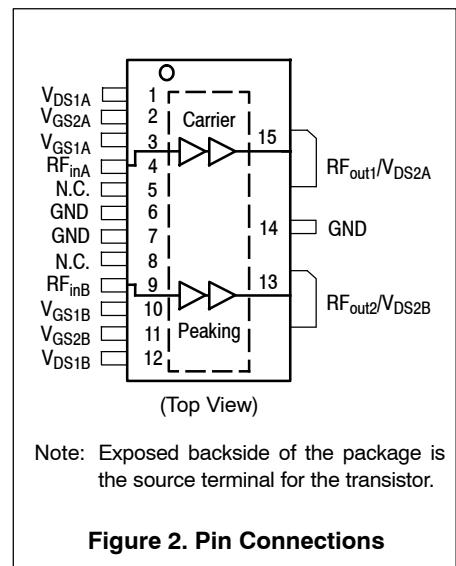 VDS1A 1
VGS2A 2 Carrier
VGS1A 3 15
RFinA 4 RFout1/VDS2A
N.C. 5
GND 6 14 GND
GND 7
N.C. 8
RFinB 9 13
VGS1B 10 RFout2/VDS2B
VGS2B 11 Peaking
VDS1B 12
(Top View)
Note: Exposed backside of the package is
the source terminal for the transistor.
Figure 2. Pin Connections